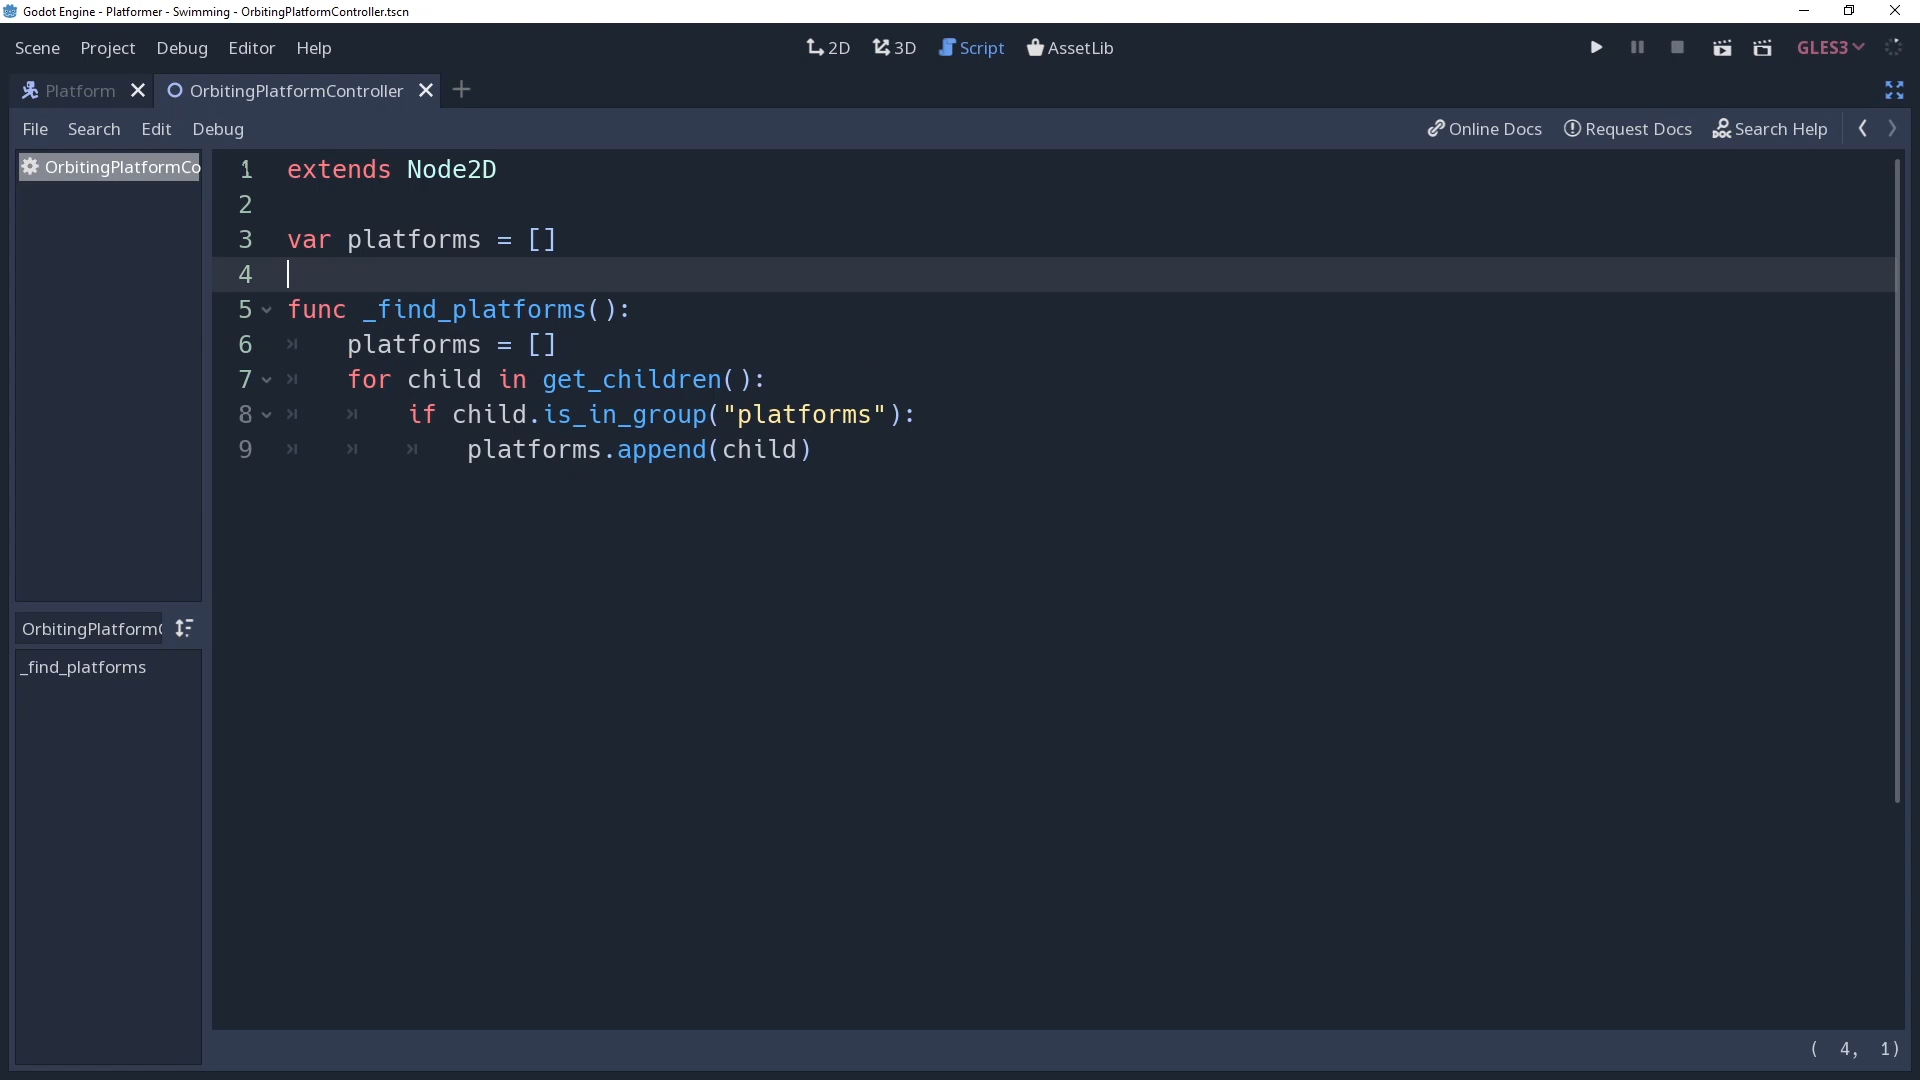 Godot Engine - Platformer - Swimming - OrbitingPlatformController.tscn
Scene Project Debug Editor Help 2D 3D Script AssetLib GLES3
Platform OrbitingPlatformController
File Search Edit Debug Online Docs Request Docs Search Help
OrbitingPlatformCo
1 extends Node2D
2
3 var platforms = []
4
5 func _find_platforms():
6 platforms = []
7 for child in get_children():
8 if child.is_in_group("platforms"):
9 platforms.append(child)
OrbitingPlatformC
_find_platforms
( 4, 1)